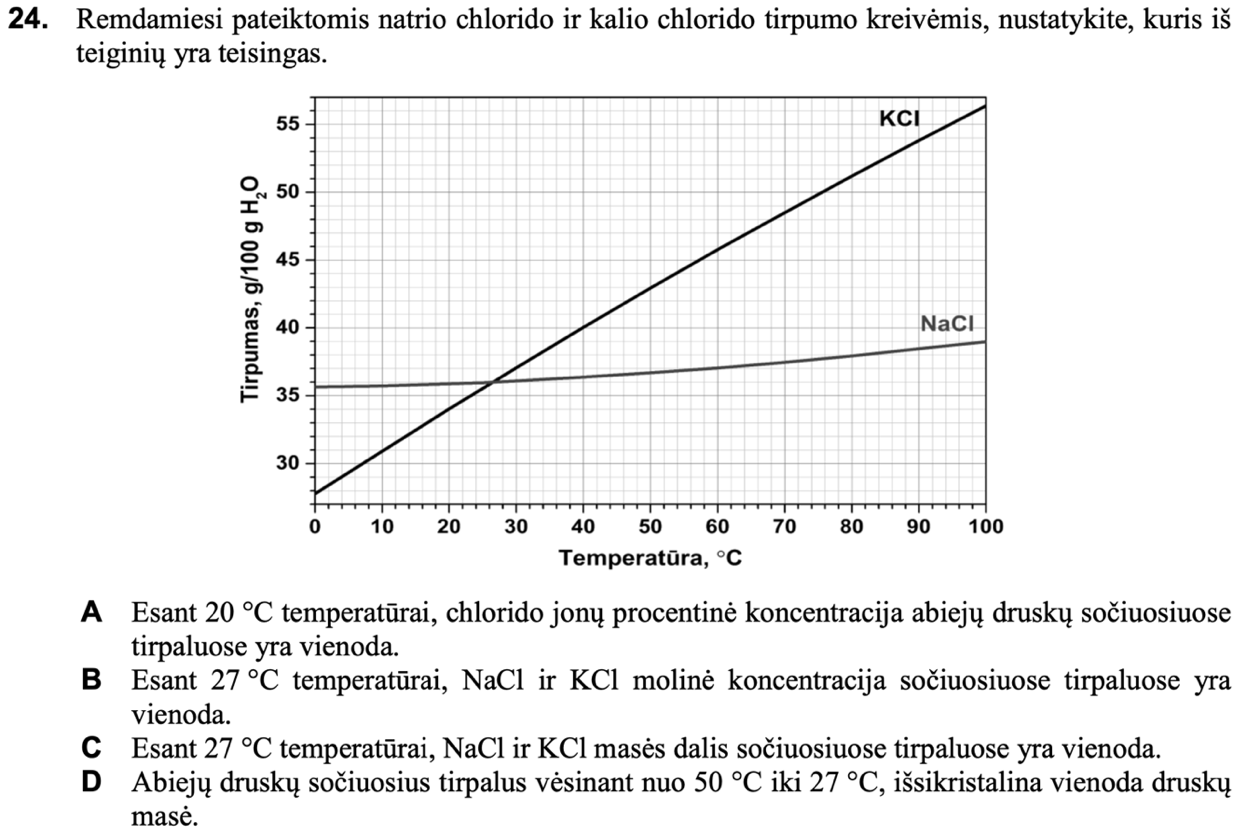 24. Remdamiesi pateiktomis natrio chlorido ir kalio chlorido tirpumo kreivėmis, nustatykite, kuris iš
teiginių yra teisingas.
KCl
55
50
45
40
35
30
Tirpumas, g/100 g H₂O
NaCl
0 10 20 30 40 50 60 70 80 90 100
Temperatūra, °C
A Esant 20 °C temperatūrai, chlorido jonų procentinė koncentracija abiejų druskų sočiuosiuose
tirpaluose yra vienoda.
B Esant 27 °C temperatūrai, NaCl ir KCl molinė koncentracija sočiuosiuose tirpaluose yra
vienoda.
C Esant 27 °C temperatūrai, NaCl ir KCl masės dalis sočiuosiuose tirpaluose yra vienoda.
D Abiejų druskų sočiuosius tirpalus vėsinant nuo 50 °C iki 27 °C, išsikristalina vienoda druskų
masė.